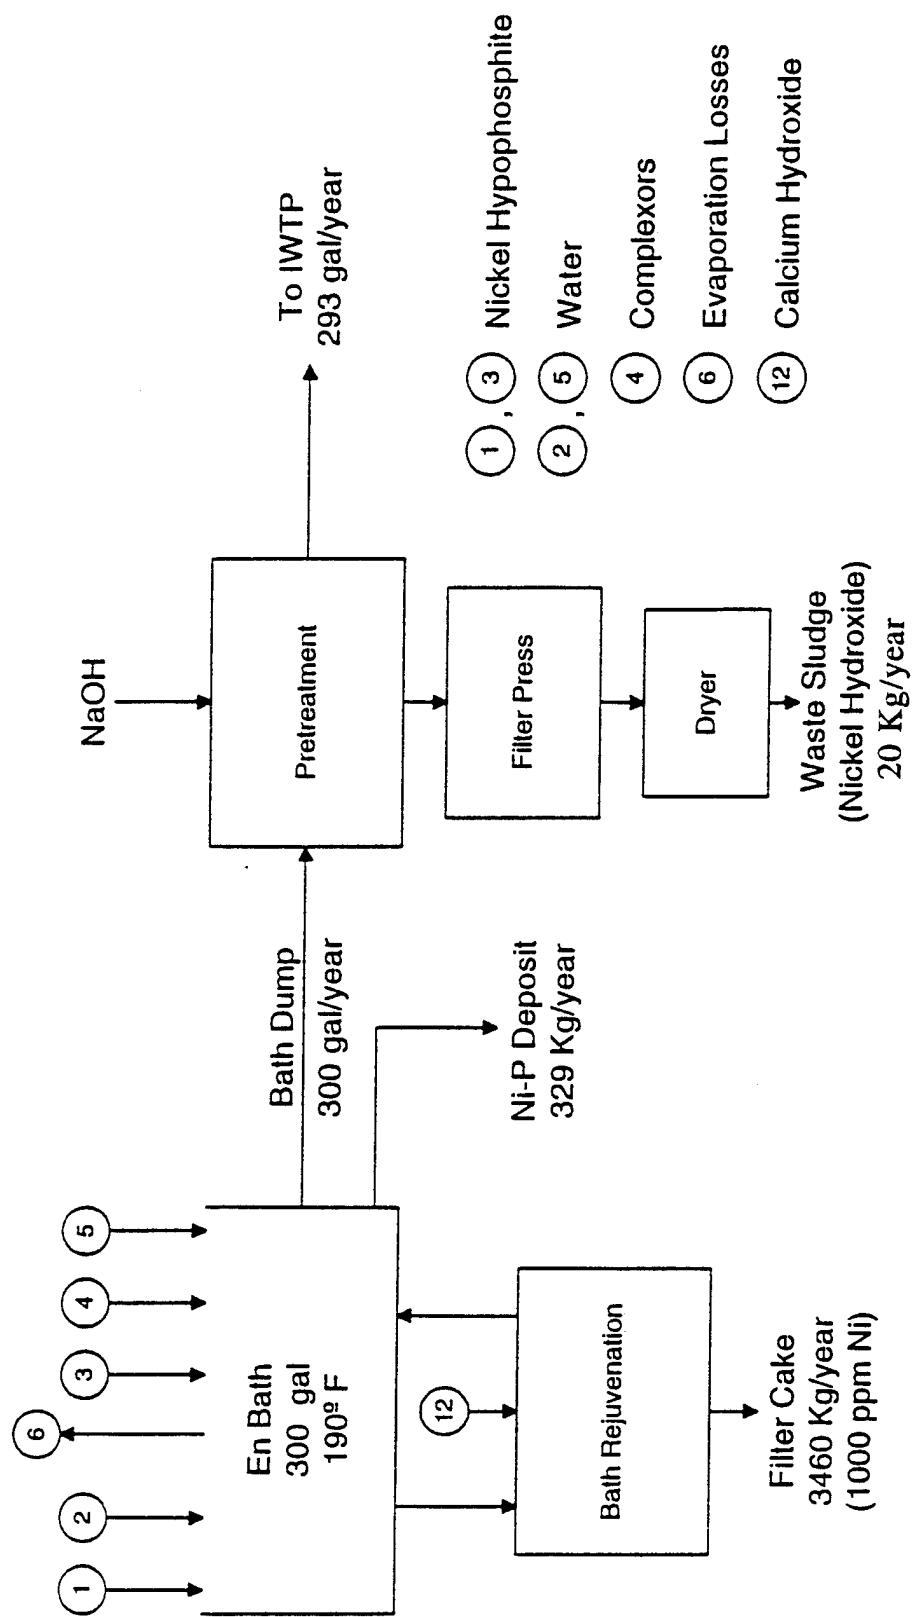 1
2
6
3
4
5
En Bath
300 gal
190º F
12
Bath Rejuvenation
Filter Cake
3460 Kg/year
(1000 ppm Ni)
Bath Dump
300 gal/year
Ni-P Deposit
329 Kg/year
NaOH
Pretreatment
Filter Press
Dryer
Waste Sludge
(Nickel Hydroxide)
20 Kg/year
To IWTP
293 gal/year
1, 3 Nickel Hypophosphite
2, 5 Water
4 Complexors
6 Evaporation Losses
12 Calcium Hydroxide